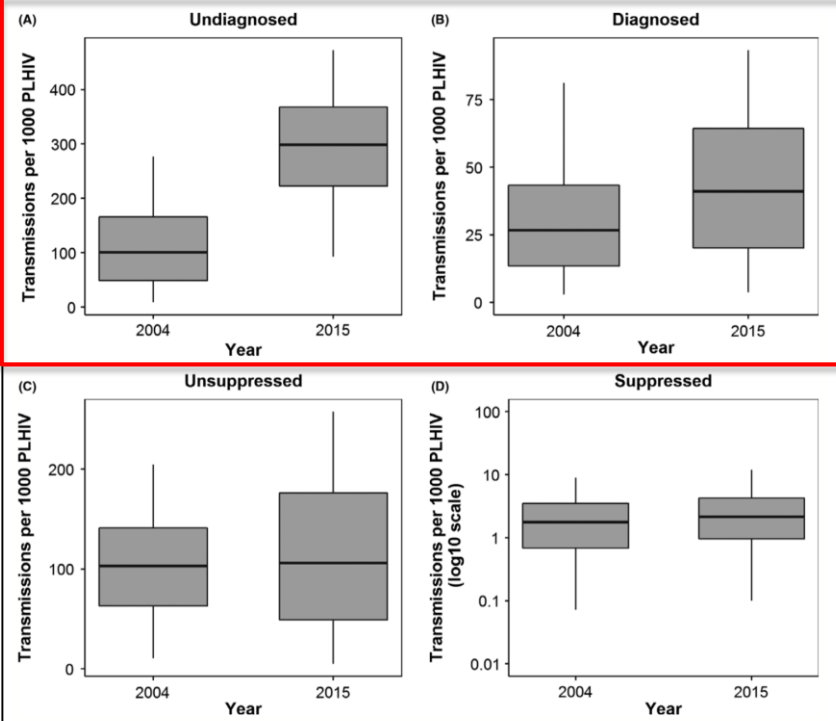 (A) Undiagnosed
Transmissions per 1000 PLHIV
400
300
200
100
0
2004 2015
Year
(B) Diagnosed
Transmissions per 1000 PLHIV
75
50
25
0
2004 2015
Year
(C) Unsuppressed
Transmissions per 1000 PLHIV
200
100
0
2004 2015
Year
(D) Suppressed
Transmissions per 1000 PLHIV
(log10 scale)
100
10
1
0.1
0.01
2004 2015
Year